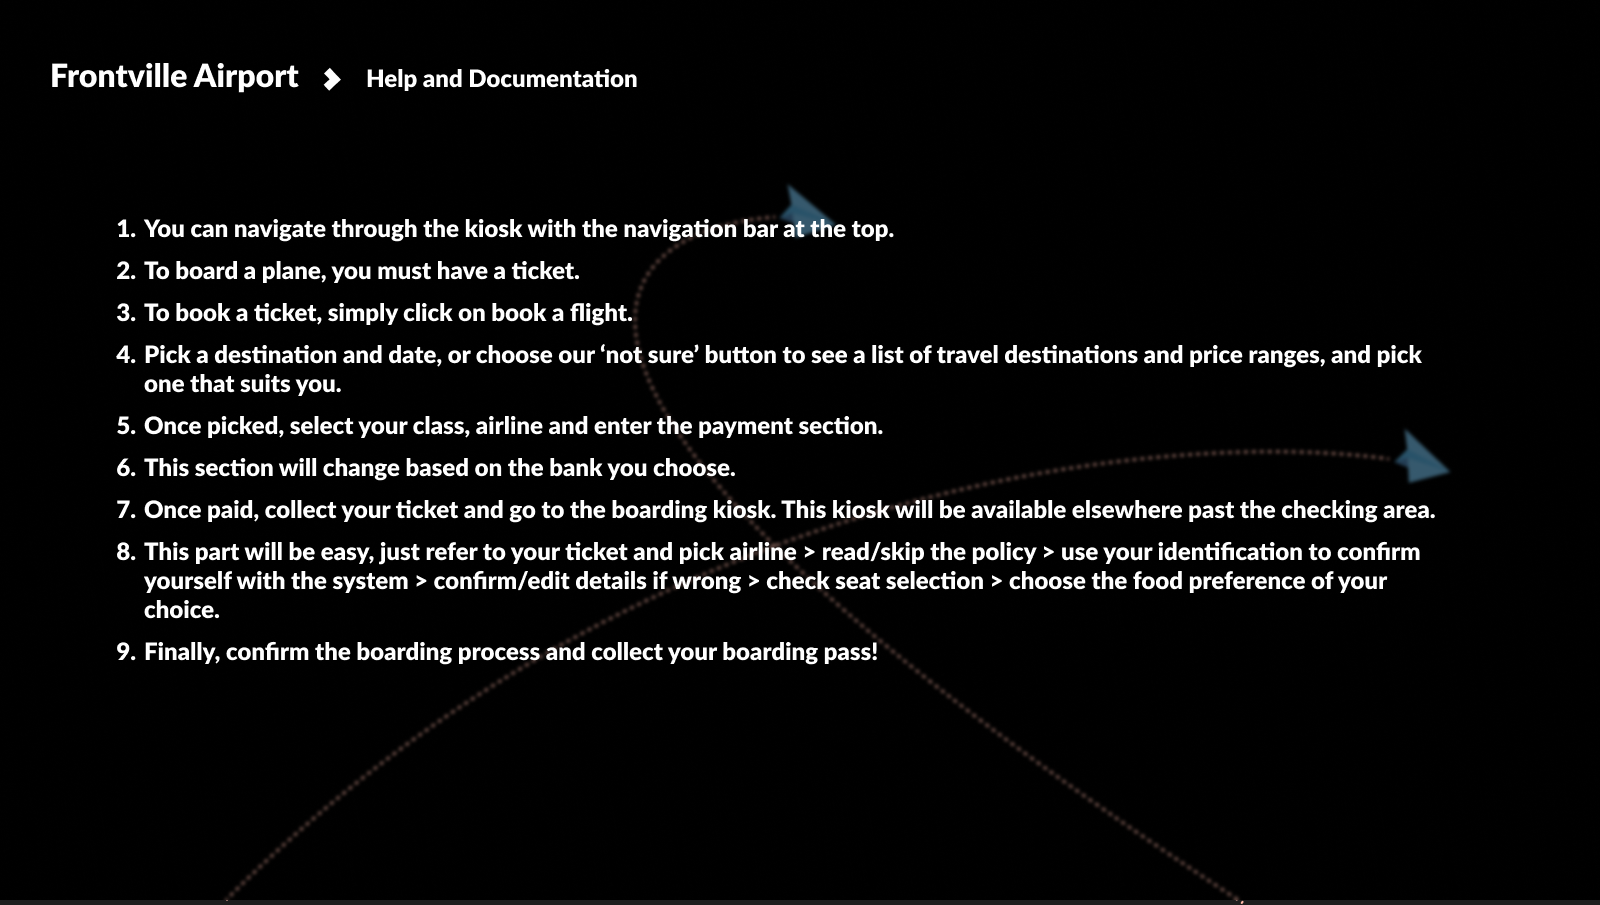 Frontville Airport > Help and Documentation
1. You can navigate through the kiosk with the navigation bar at the top.
2. To board a plane, you must have a ticket.
3. To book a ticket, simply click on book a flight.
4. Pick a destination and date, or choose our ‘not sure’ button to see a list of travel destinations and price ranges, and pick
one that suits you.
5. Once picked, select your class, airline and enter the payment section.
6. This section will change based on the bank you choose.
7. Once paid, collect your ticket and go to the boarding kiosk. This kiosk will be available elsewhere past the checking area.
8. This part will be easy, just refer to your ticket and pick airline > read/skip the policy > use your identification to confirm
yourself with the system > confirm/edit details if wrong > check seat selection > choose the food preference of your
choice.
9. Finally, confirm the boarding process and collect your boarding pass!